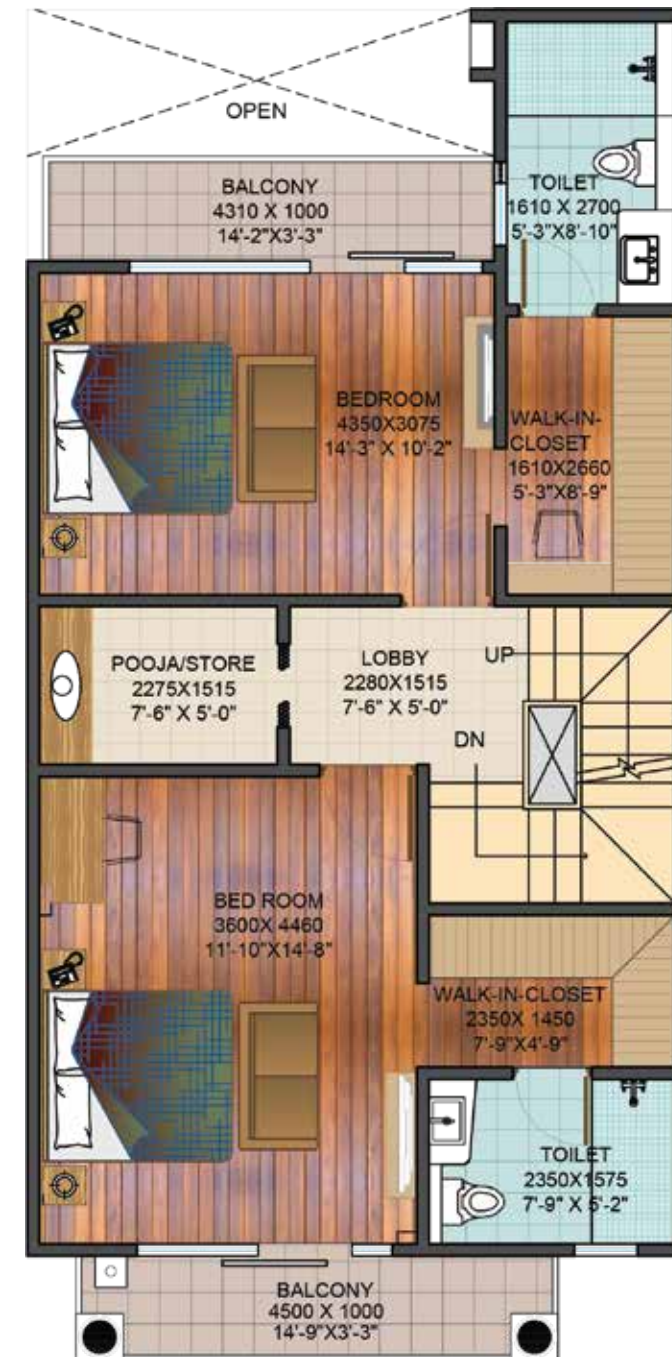 OPEN
BALCONY
4310 X 1000
14'-2"X3'-3"
TOILET
1610 X 2700
5'-3"X8'-10"
BEDROOM
4350X3075
14'-3" X 10'-2"
WALK-IN-
CLOSET
1610X2660
5'-3"X8'-9"
POOJA/STORE
2275X1515
7'-6" X 5'-0"
LOBBY
2280X1515
7'-6" X 5'-0"
UP
DN
BED ROOM
3600X 4460
11'-10"X14'-8"
WALK-IN-CLOSET
2350X 1450
7'-9"X4'-9"
TOILET
2350X1575
7'-9" X 5'-2"
BALCONY
4500 X 1000
14'-9"X3'-3"